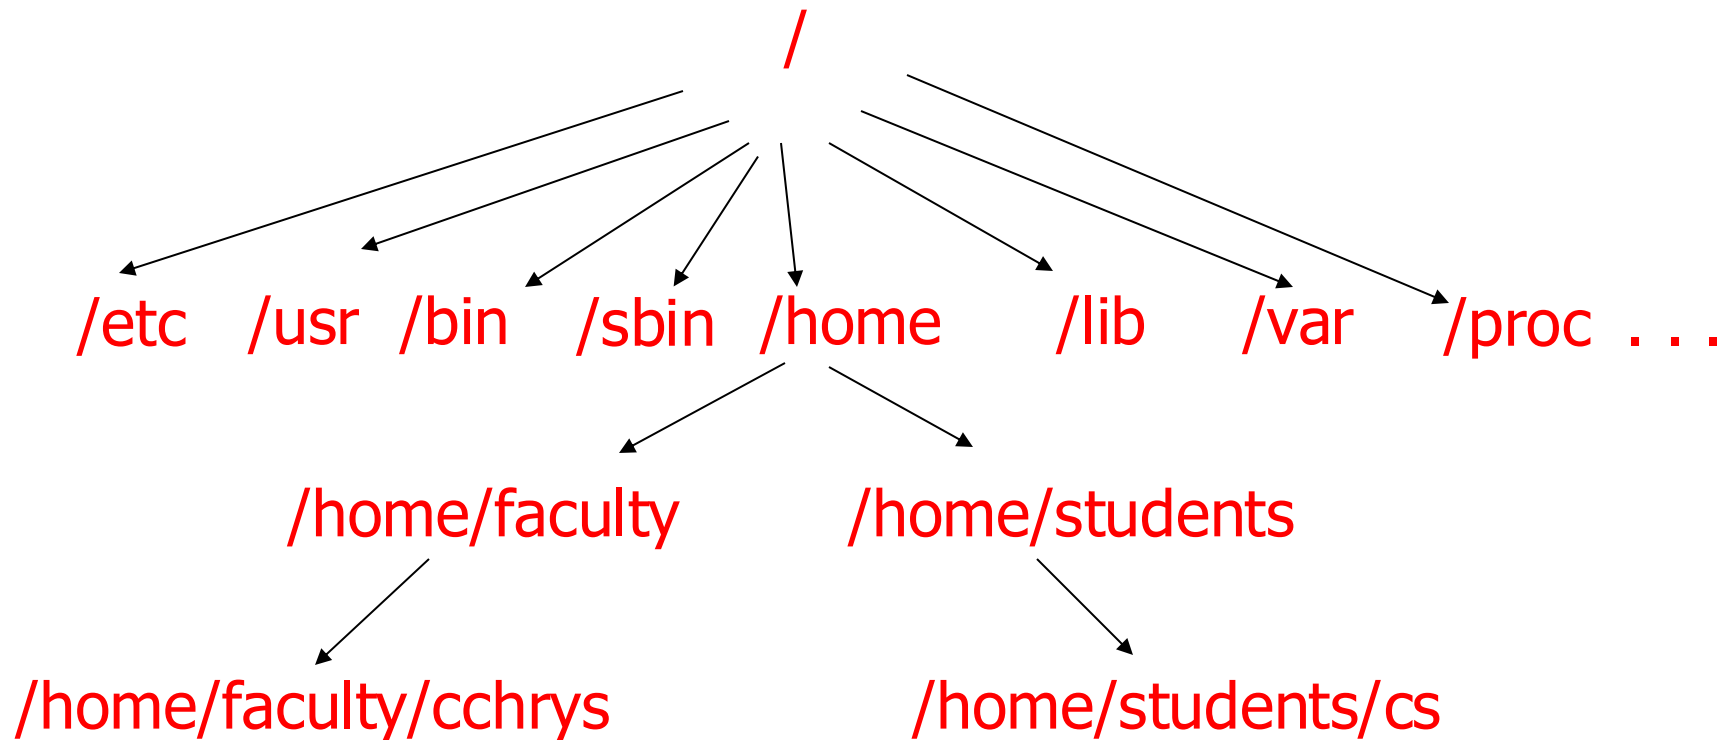 /
/etc /usr /bin /sbin /home /lib /var /proc . . .
/home/faculty /home/students
/home/faculty/cchrys /home/students/cs